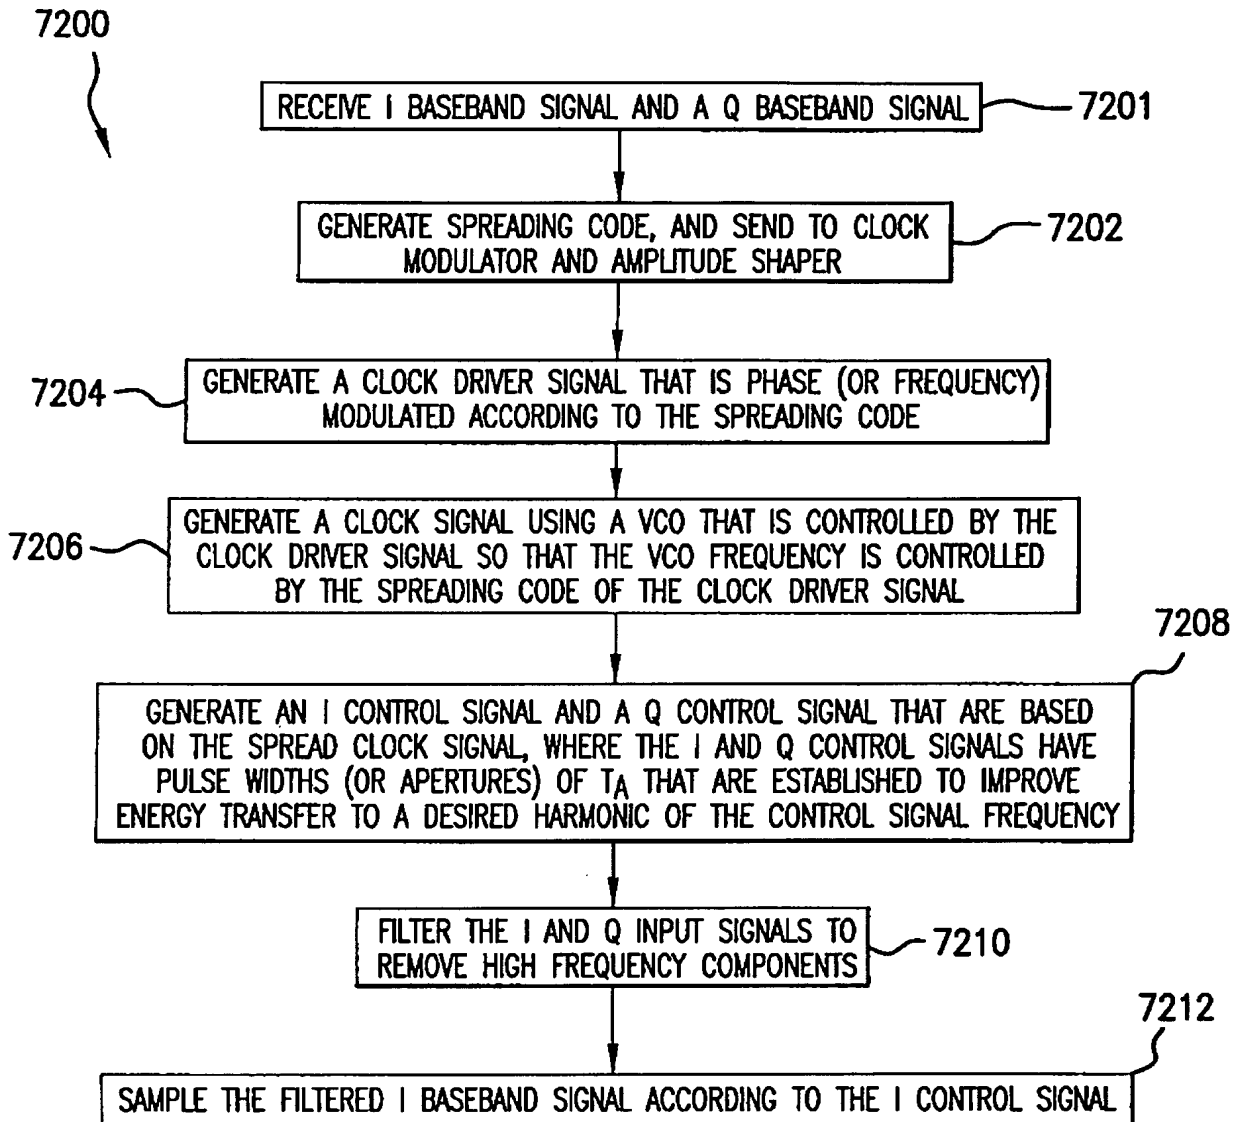 7200
RECEIVE I BASEBAND SIGNAL AND A Q BASEBAND SIGNAL
7201
GENERATE SPREADING CODE, AND SEND TO CLOCK
MODULATOR AND AMPLITUDE SHAPER
7202
7204
GENERATE A CLOCK DRIVER SIGNAL THAT IS PHASE (OR FREQUENCY)
MODULATED ACCORDING TO THE SPREADING CODE
7206
GENERATE A CLOCK SIGNAL USING A VCO THAT IS CONTROLLED BY THE
CLOCK DRIVER SIGNAL SO THAT THE VCO FREQUENCY IS CONTROLLED
BY THE SPREADING CODE OF THE CLOCK DRIVER SIGNAL
7208
GENERATE AN I CONTROL SIGNAL AND A Q CONTROL SIGNAL THAT ARE BASED
ON THE SPREAD CLOCK SIGNAL, WHERE THE I AND Q CONTROL SIGNALS HAVE
PULSE WIDTHS (OR APERTURES) OF TA THAT ARE ESTABLISHED TO IMPROVE
ENERGY TRANSFER TO A DESIRED HARMONIC OF THE CONTROL SIGNAL FREQUENCY
FILTER THE I AND Q INPUT SIGNALS TO
REMOVE HIGH FREQUENCY COMPONENTS
7210
7212
SAMPLE THE FILTERED I BASEBAND SIGNAL ACCORDING TO THE I CONTROL SIGNAL